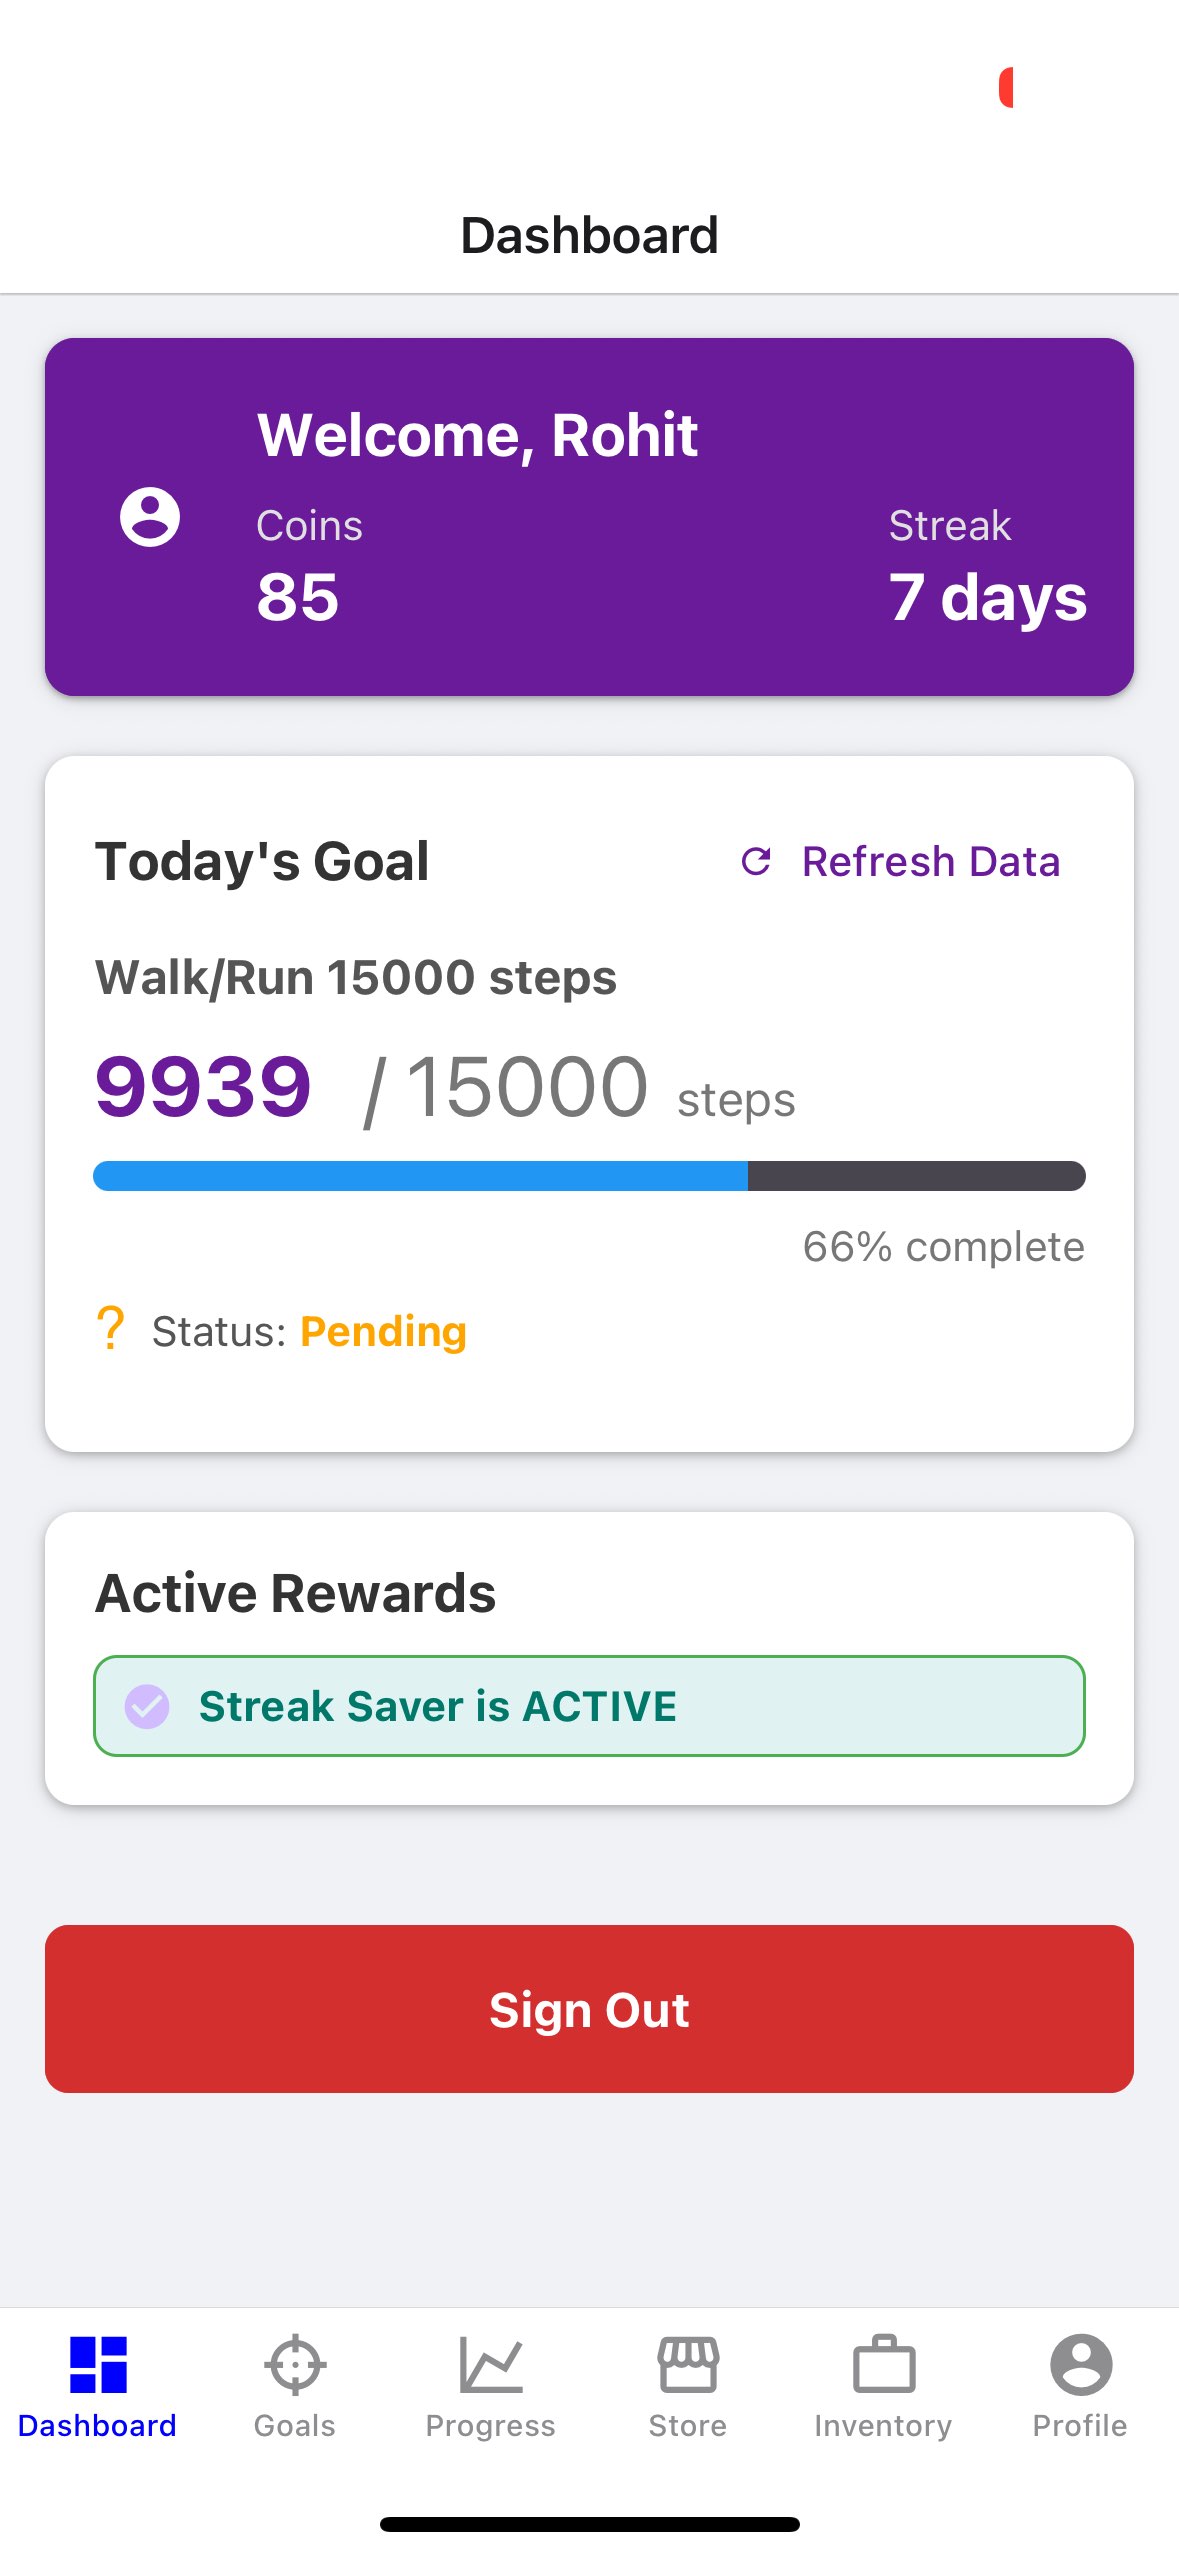 Dashboard
Welcome, Rohit
Coins
Streak
85
7 days
Today's Goal
Refresh Data
Walk/Run 15000 steps
9939 / 15000 steps
66% complete
? Status: Pending
Active Rewards
Streak Saver is ACTIVE
Sign Out
Dashboard
Goals
Progress
Store
Inventory
Profile